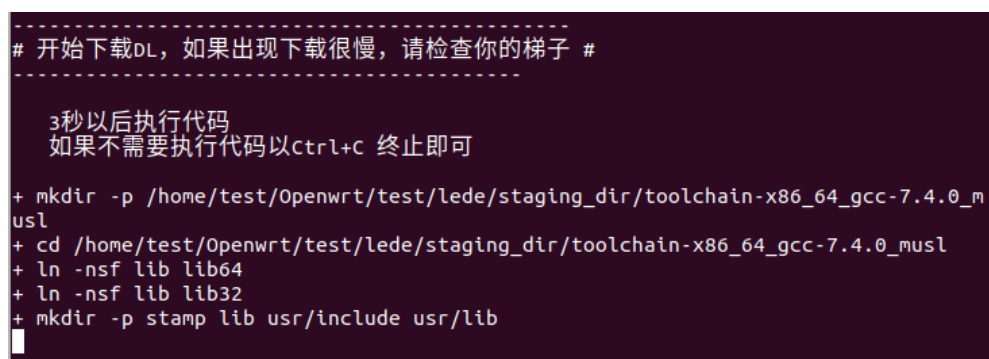 -----------------------------------------------
# 开始下载DL，如果出现下载很慢，请检查你的梯子 #
-------------------------------------------
3秒以后执行代码
如果不需要执行代码以Ctrl+C 终止即可
+ mkdir -p /home/test/Openwrt/test/lede/staging_dir/toolchain-x86_64_gcc-7.4.0_m
usl
+ cd /home/test/Openwrt/test/lede/staging_dir/toolchain-x86_64_gcc-7.4.0_musl
+ ln -nsf lib lib64
+ ln -nsf lib lib32
+ mkdir -p stamp lib usr/include usr/lib